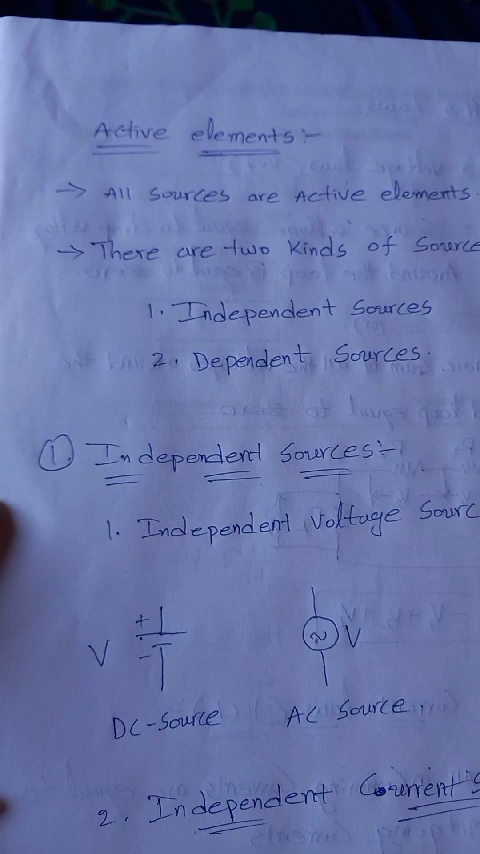 Active elements:-
→ All sources are Active elements.
→ There are two kinds of Source
1. Independent Sources
2. Dependent Sources.
① Independent Sources:-
1. Independent Voltage Sourc
V + - V
DC-Source AC Source.
2. Independent Current S